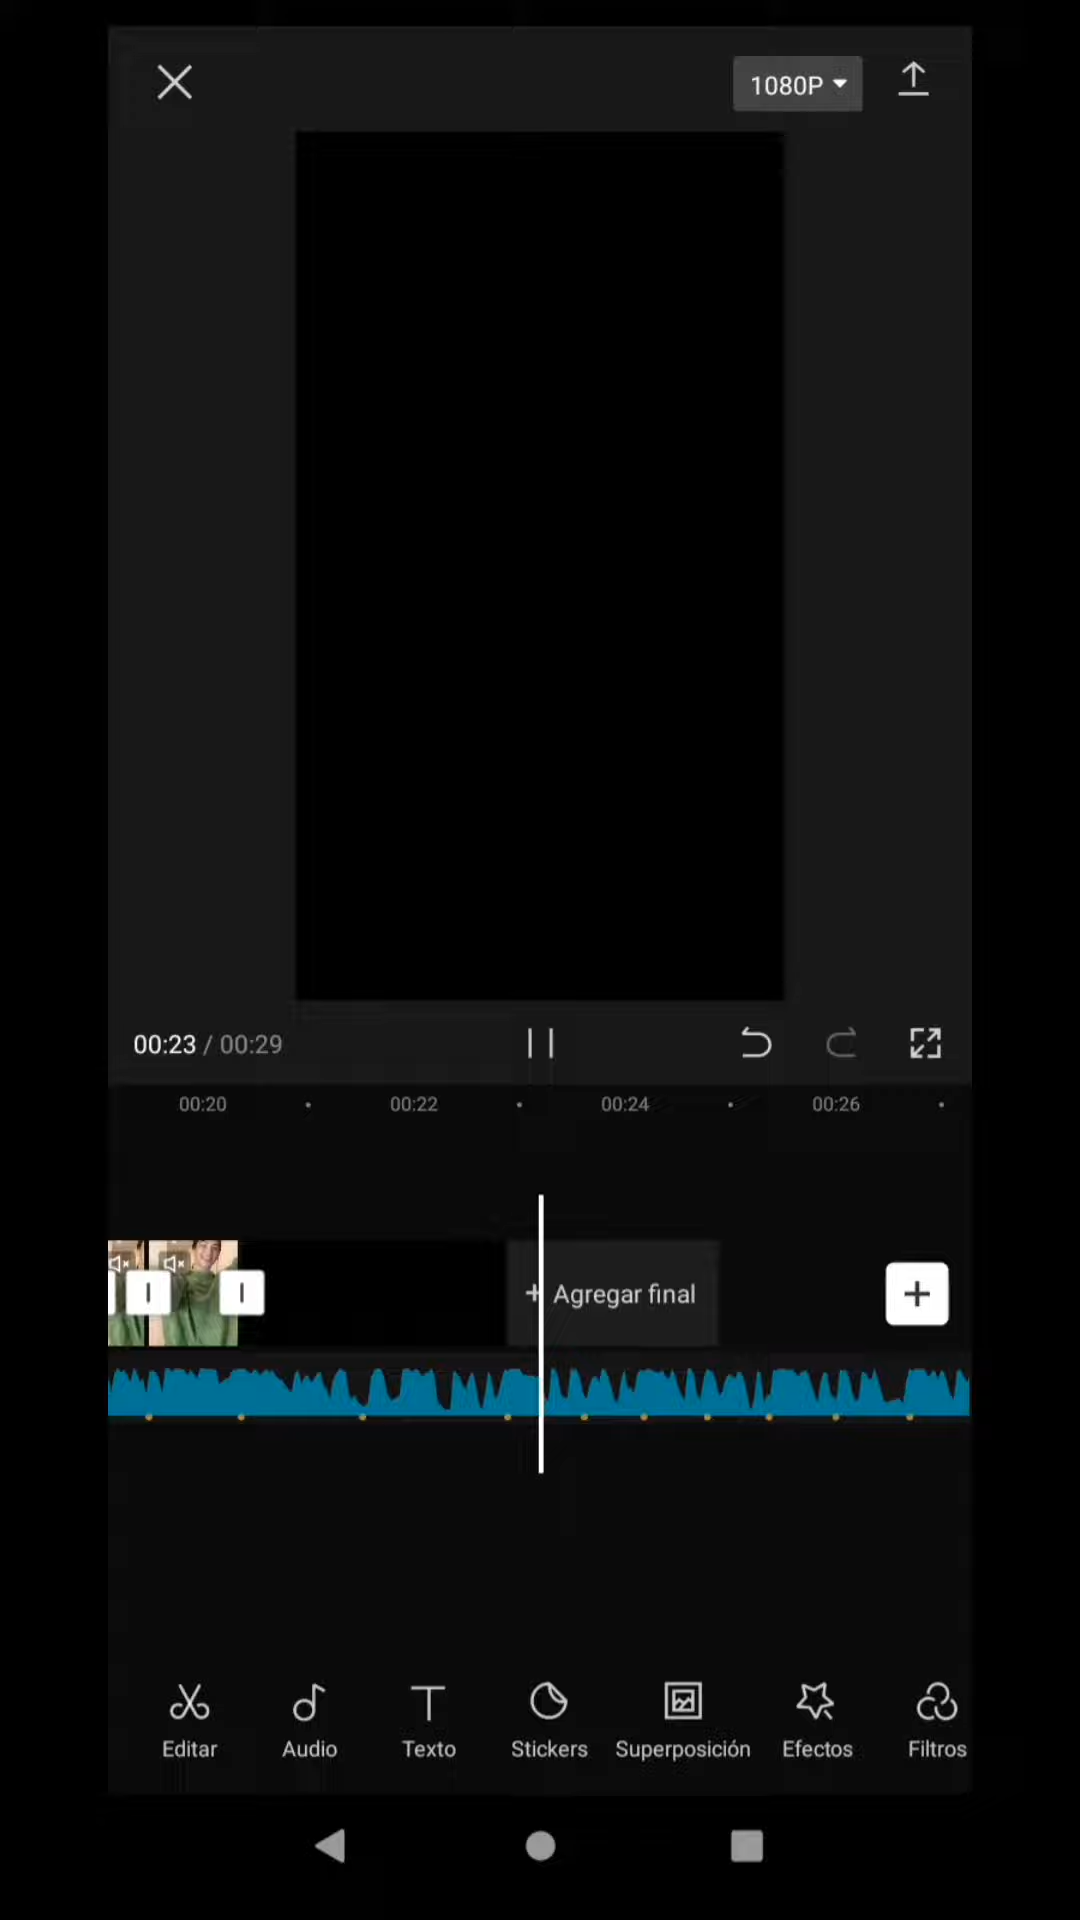 1080P
00:23 / 00:29
00:20 00:22 00:24 00:26
+ Agregar final
Editar Audio Texto Stickers Superposición Efectos Filtros